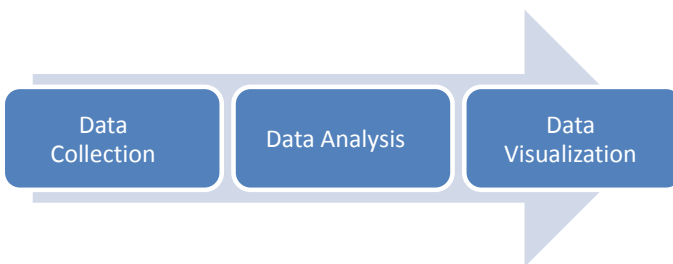 Data
Collection
Data Analysis
Data
Visualization